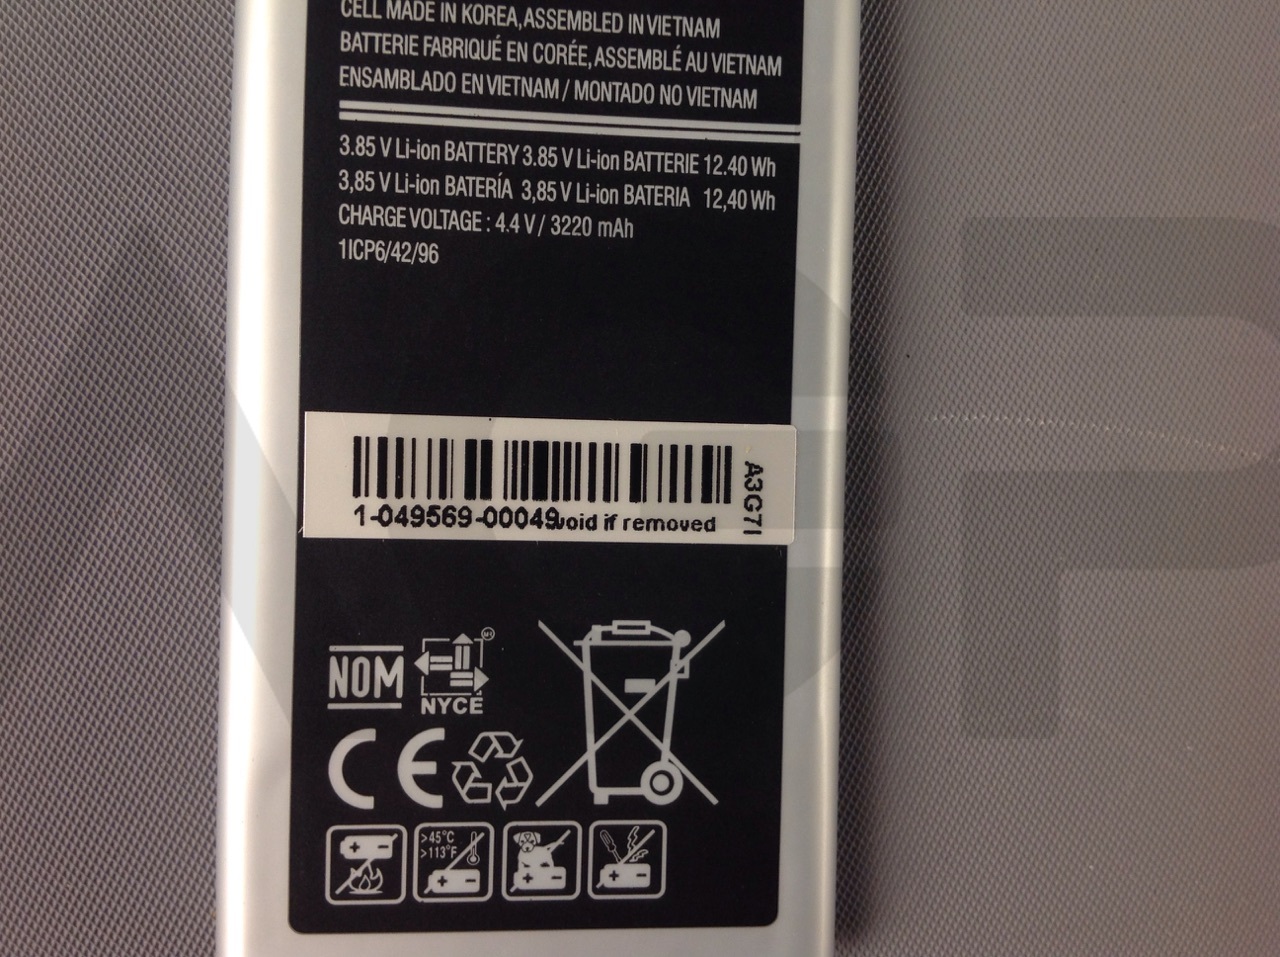 CELL MADE IN KOREA, ASSEMBLED IN VIETNAM
BATTERIE FABRIQUÉ EN CORÉE, ASSEMBLÉ AU VIETNAM
ENSAMBLADO EN VIETNAM / MONTADO NO VIETNAM
3.85 V Li-ion BATTERY 3.85 V Li-ion BATTERIE 12.40 Wh
3,85 V Li-ion BATERÍA 3,85 V Li-ion BATERIA 12,40 Wh
CHARGE VOLTAGE : 4.4 V / 3220 mAh
1ICP6/42/96
1-049569-00049 void if removed
A3G7I
NOM
NYCE
CE
>45°C
>113°F